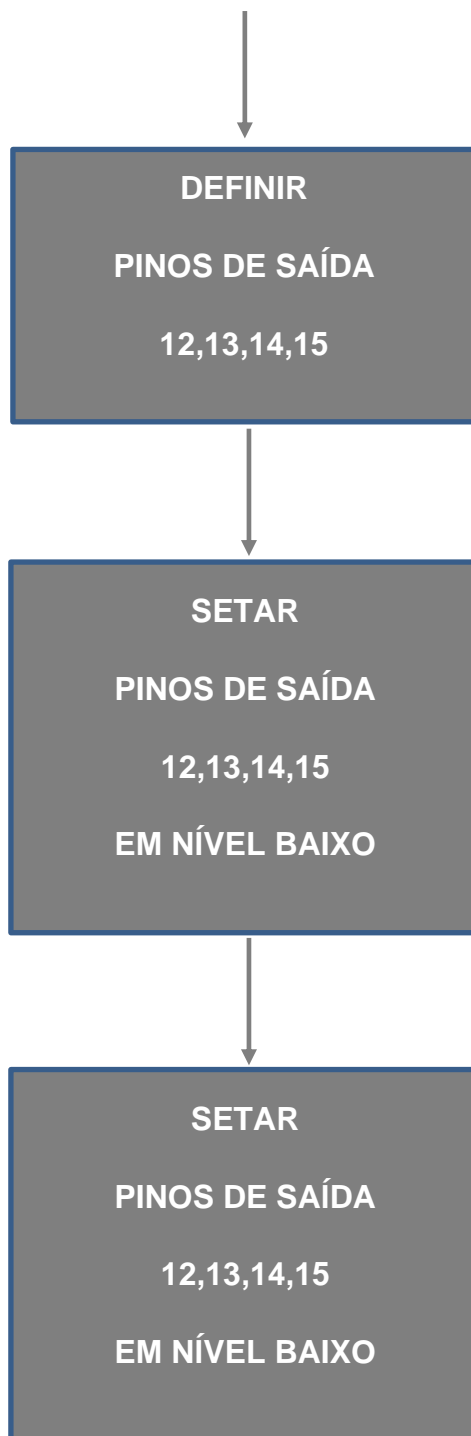 DEFINIR
PINOS DE SAÍDA
12,13,14,15
SETAR
PINOS DE SAÍDA
12,13,14,15
EM NÍVEL BAIXO
SETAR
PINOS DE SAÍDA
12,13,14,15
EM NÍVEL BAIXO